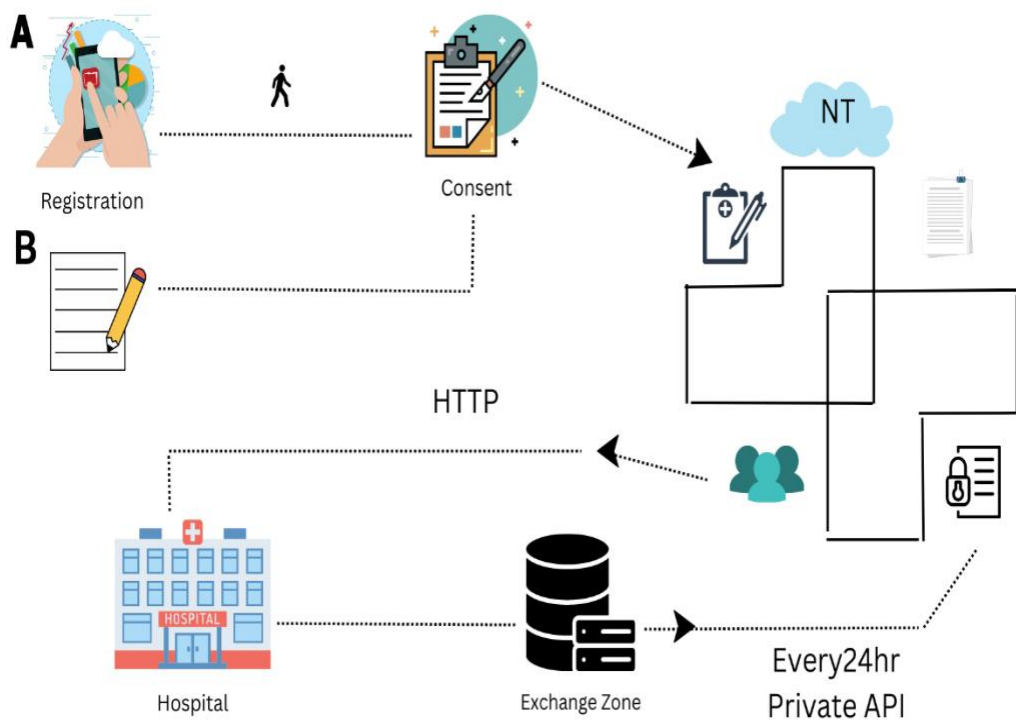 A
NT
Registration
Consent
B
HTTP
HOSPITAL
Hospital
Exchange Zone
Every24hr
Private API